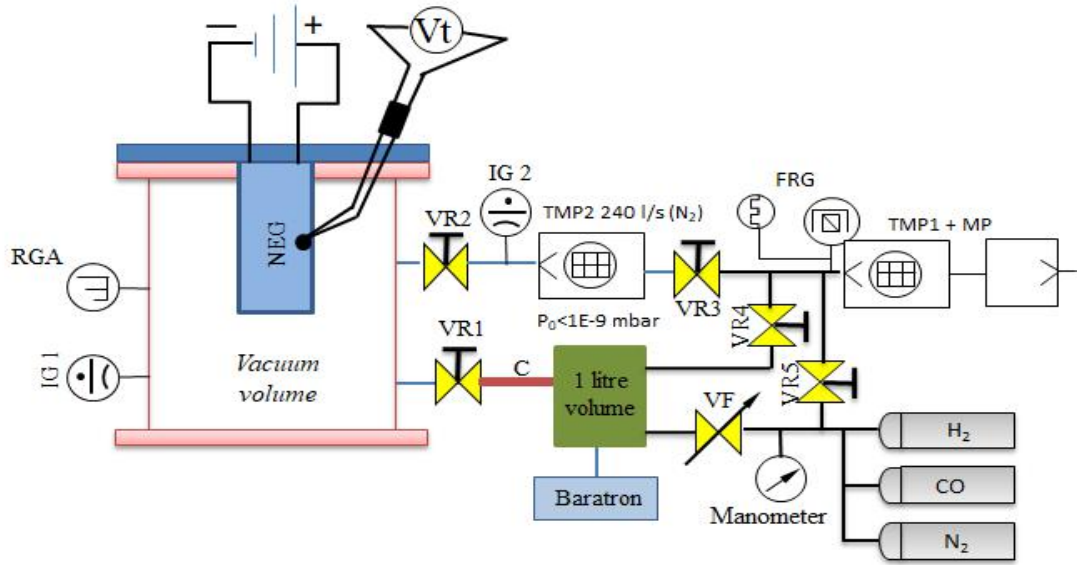 − +
Vt
IG 2
FRG
VR2
TMP2 240 l/s (N₂)
TMP1 + MP
NEG
RGA
VR3
P₀<1E-9 mbar
VR4
VR1
IG 1
Vacuum
volume
C
1 litre
volume
VR5
VF
H₂
Baratron
Manometer
CO
N₂